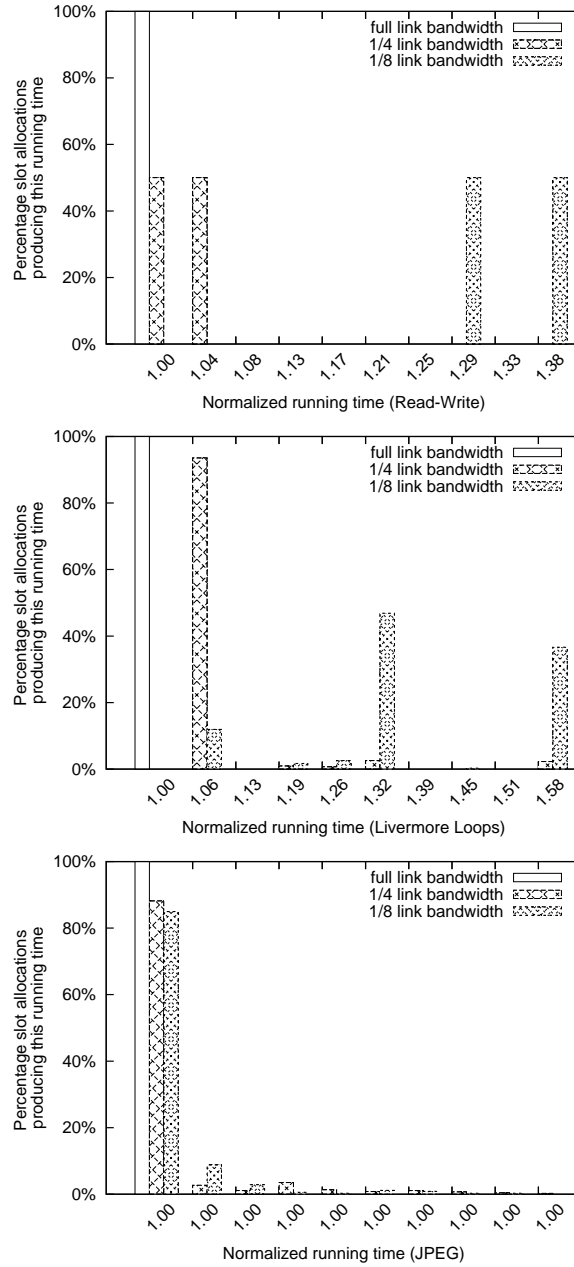 100%
full link bandwidth
1/4 link bandwidth
1/8 link bandwidth
80%
60%
40%
20%
0%
Percentage slot allocations
producing this running time
1.00 1.04 1.08 1.13 1.17 1.21 1.25 1.29 1.33 1.38
Normalized running time (Read-Write)
100%
full link bandwidth
1/4 link bandwidth
1/8 link bandwidth
80%
60%
40%
20%
0%
Percentage slot allocations
producing this running time
1.00 1.06 1.13 1.19 1.26 1.32 1.39 1.45 1.51 1.58
Normalized running time (Livermore Loops)
100%
full link bandwidth
1/4 link bandwidth
1/8 link bandwidth
80%
60%
40%
20%
0%
Percentage slot allocations
producing this running time
1.00 1.00 1.00 1.00 1.00 1.00 1.00 1.00 1.00 1.00
Normalized running time (JPEG)